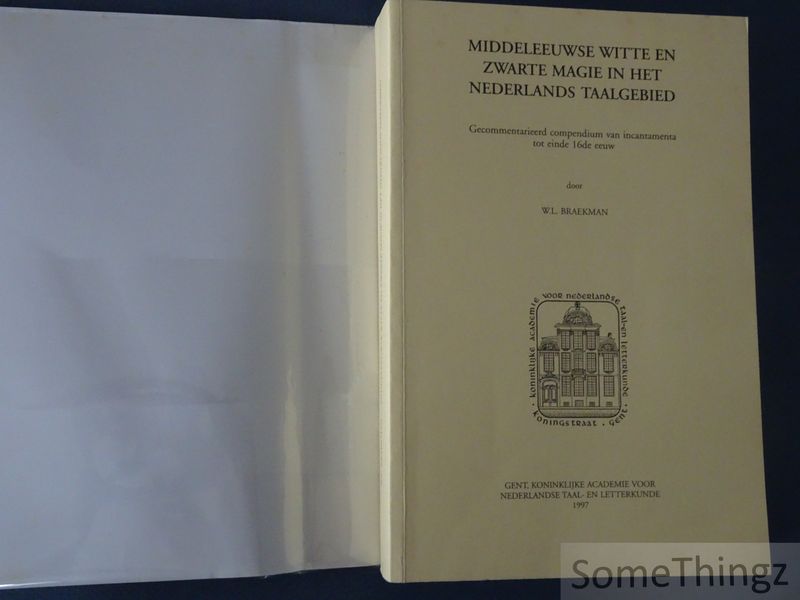 MIDDELEEUWSE WITTE EN
ZWARTE MAGIE IN HET
NEDERLANDS TAALGEBIED
Gecommentarieerd compendium van incantamenta
tot einde 16de eeuw
door
W.L. BRAEKMAN
KONINKLIJKE ACADEMIE VOOR NEDERLANDSE TAAL-EN LETTERKUNDE
KONINGSTRAAT · GENT
GENT, KONINKLIJKE ACADEMIE VOOR
NEDERLANDSE TAAL- EN LETTERKUNDE
1997
SomeThingz